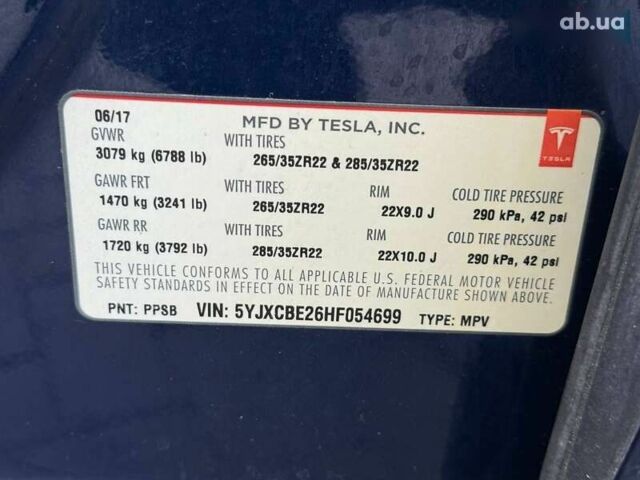 ab.ua
06/17
MFD BY TESLA, INC.
TESLA
GVWR WITH TIRES
3079 kg (6788 lb) 265/35ZR22 & 285/35ZR22
GAWR FRT WITH TIRES RIM COLD TIRE PRESSURE
1470 kg (3241 lb) 265/35ZR22 22X9.0 J 290 kPa, 42 psi
GAWR RR WITH TIRES RIM COLD TIRE PRESSURE
1720 kg (3792 lb) 285/35ZR22 22X10.0 J 290 kPa, 42 psi
THIS VEHICLE CONFORMS TO ALL APPLICABLE U.S. FEDERAL MOTOR VEHICLE
SAFETY STANDARDS IN EFFECT ON THE DATE OF MANUFACTURE SHOWN ABOVE.
PNT: PPSB VIN: 5YJXCBE26HF054699 TYPE: MPV